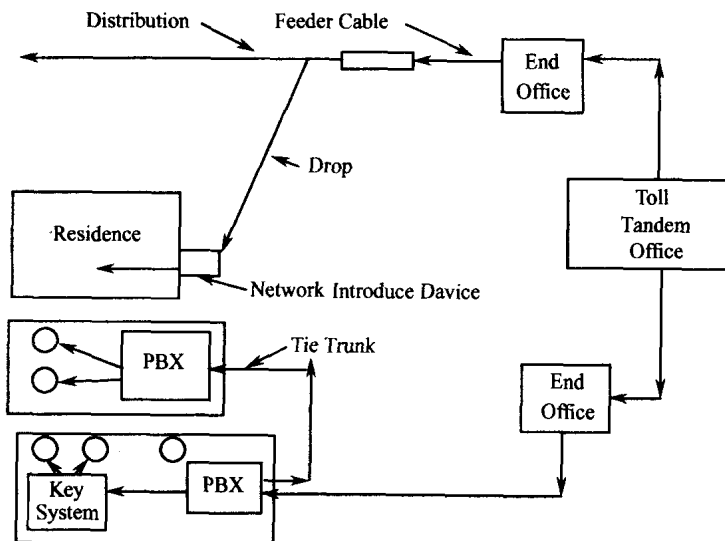 Distribution
Feeder Cable
End
Office
Drop
Toll
Tandem
Office
Residence
Network Introduce Davice
PBX
Tie Trunk
End
Office
Key
System
PBX